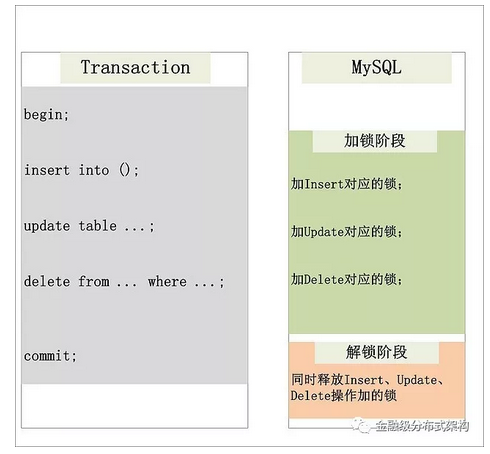 Transaction
begin;
insert into ();
update table ...;
delete from ... where ...;
commit;
MySQL
加锁阶段
加Insert对应的锁;
加Update对应的锁;
加Delete对应的锁;
解锁阶段
同时释放Insert、Update、
Delete操作加的锁
金融级分布式架构